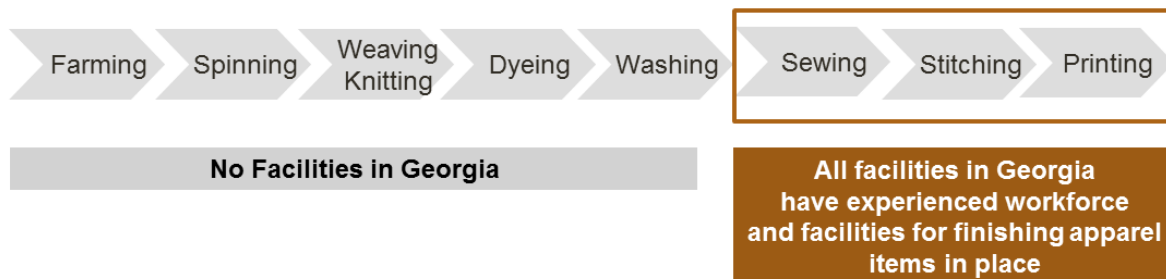 Farming
Spinning
Weaving
Knitting
Dyeing
Washing
Sewing
Stitching
Printing
No Facilities in Georgia
All facilities in Georgia
have experienced workforce
and facilities for finishing apparel
items in place